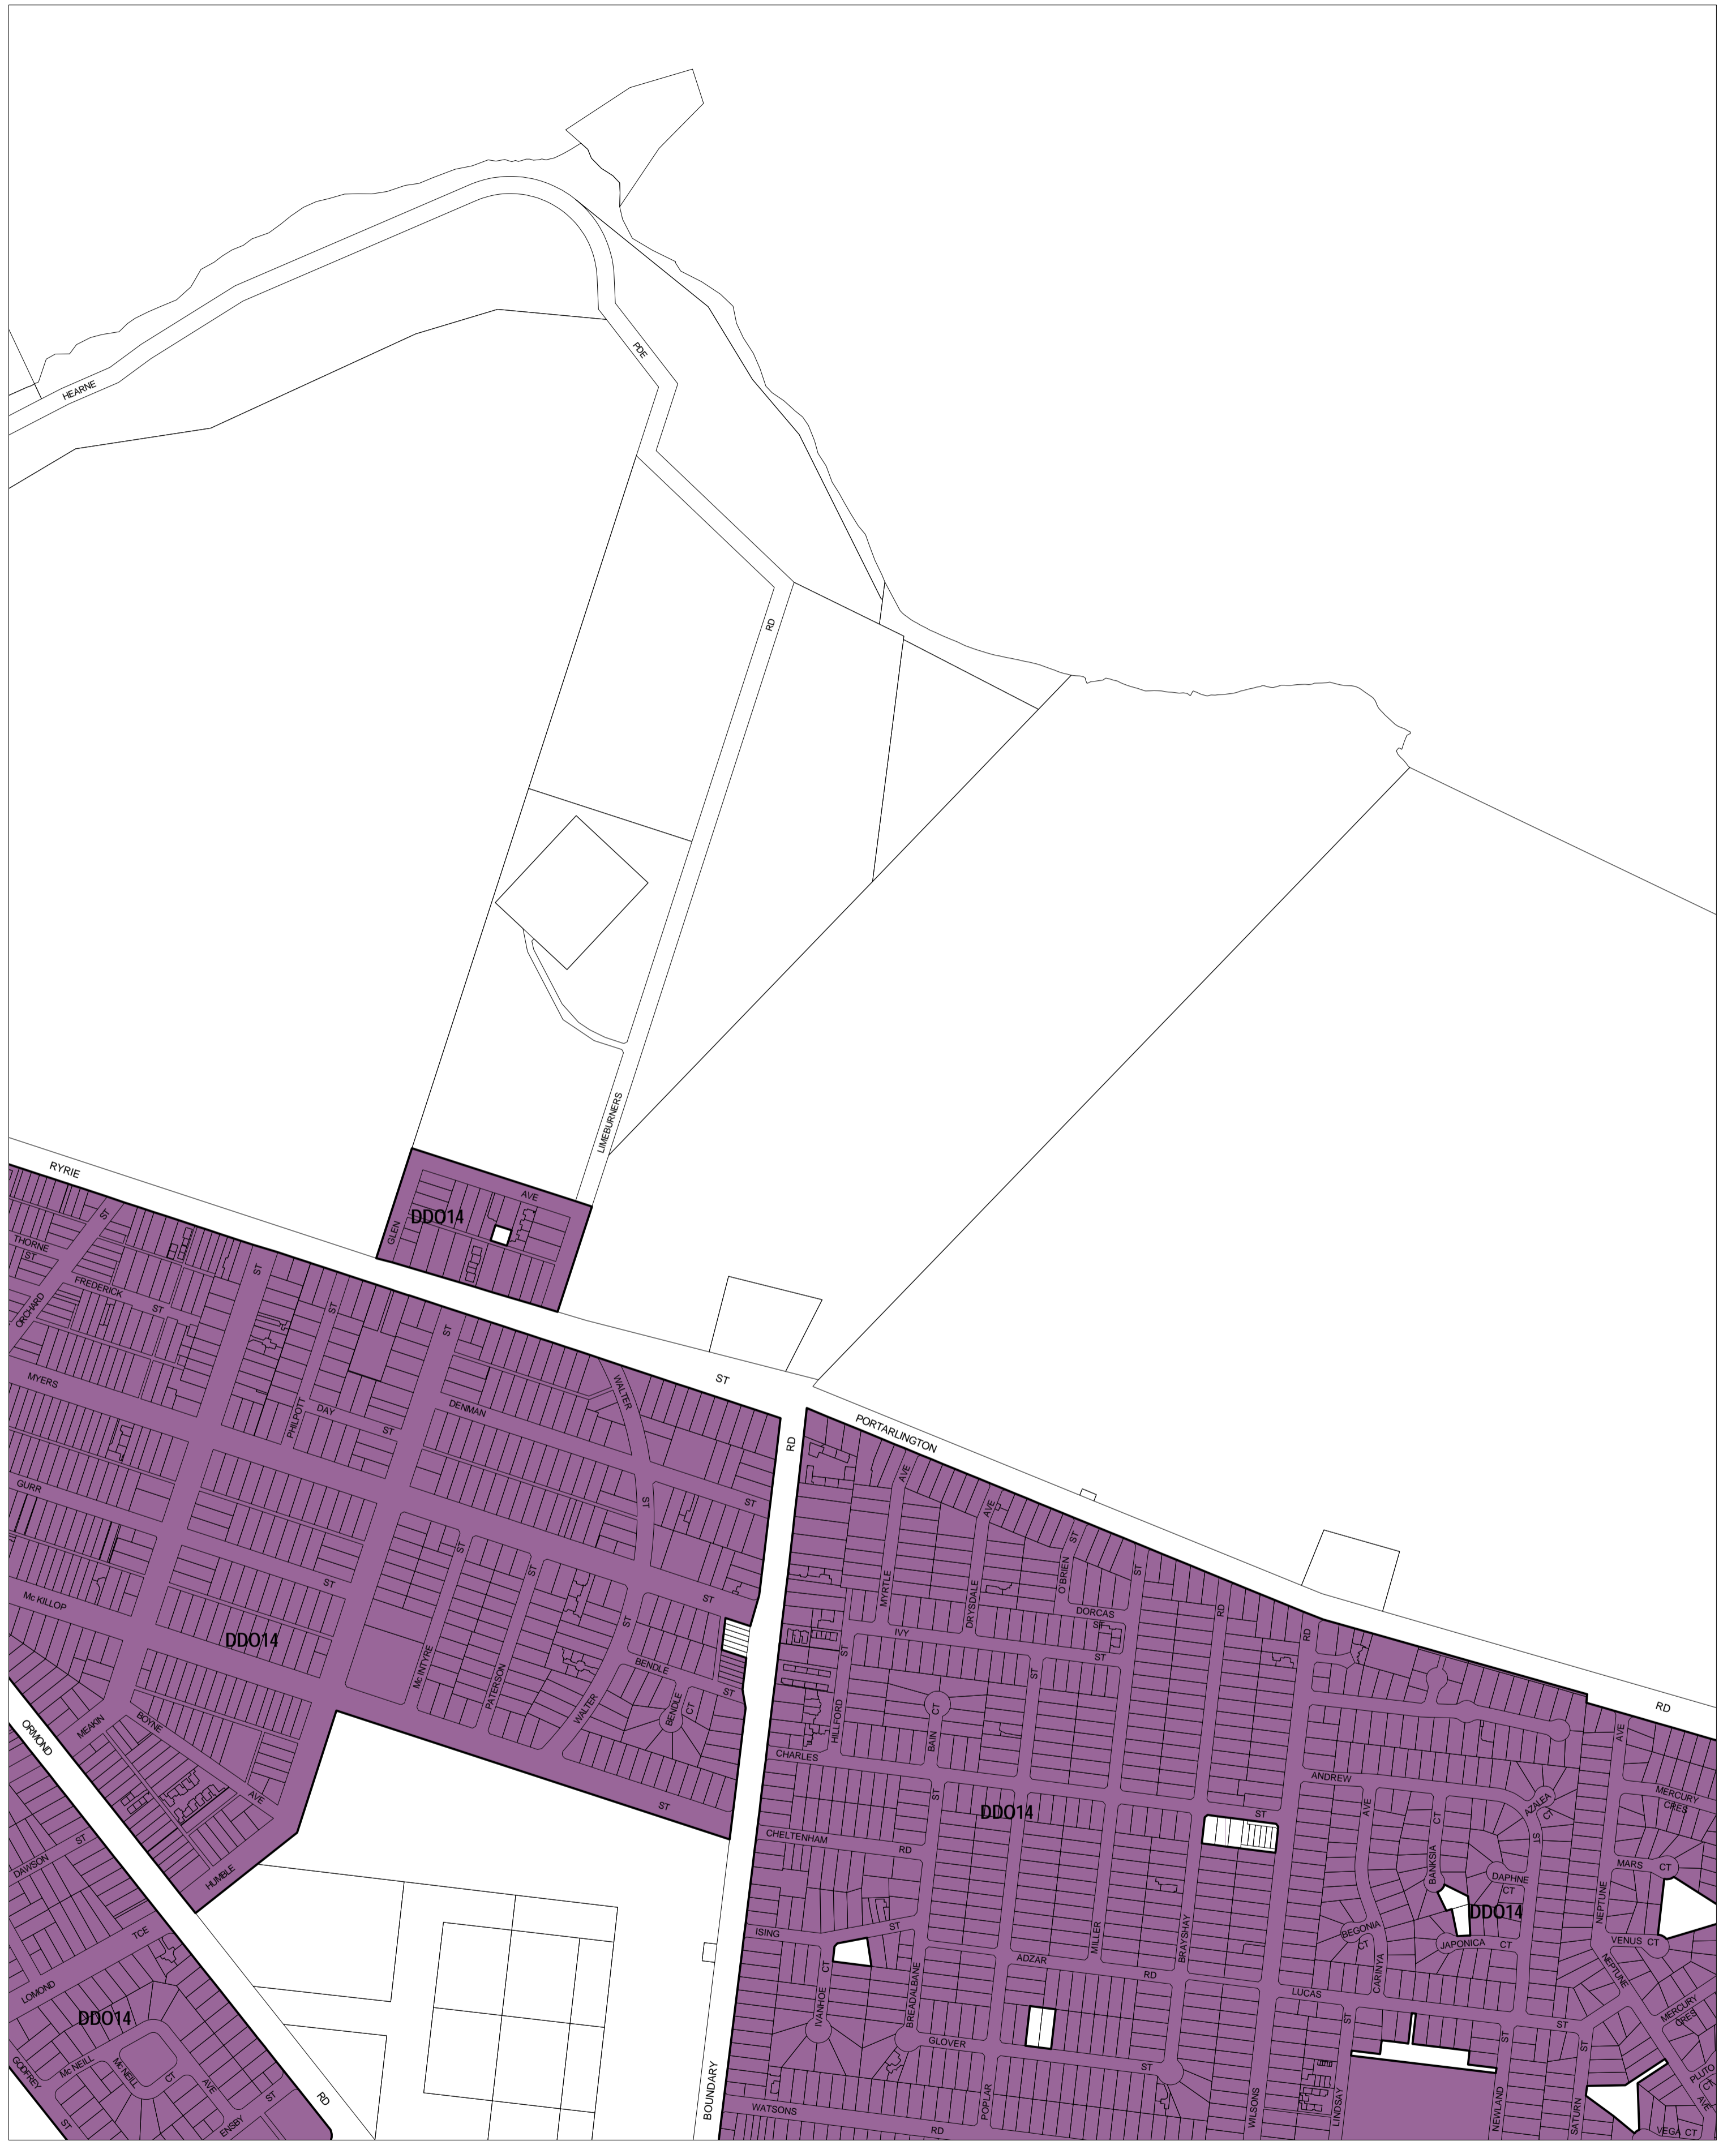 HEARNE
PDE
RD
LIMEBURNERS
RYRIE
AVE
DDO14
GLEN
ST
THORNE
ST
FREDERICK
ST
ORCHARD
ST
ST
ST
ST
PORTARLINGTON
RD
MYERS
PHILPOTT
DAY
ST
DENMAN
WALTER
ST
ST
GURR
ST
ST
ST
ST
ST
Mc KILLOP
DDO14
Mc INTYRE
PATERSON
WALTER
BENDLE
ST
BENDLE
CT
MEAKIN
BOYNE
AVE
ST
ORMOND
HUMBLE
DAWSON
ST
LOMOND
TCE
DDO14
Mc NEILL
Mc NEILL
CT
AVE
GODFREY
ST
ENSBY
ST
RD
BOUNDARY
RD
AVE
AVE
ST
ST
O'BRIEN
MYRTLE
DRYSDALE
DORCAS
ST
IVY
ST
ST
ST
RD
RD
HILLFORD
BAIN
CT
CHARLES
ST
DDO14
ST
ANDREW
AVE
CT
AZALEA
CT
ST
AVE
MERCURY
CRES
MARS CT
CHELTENHAM
RD
BANKSIA
DAPHNE
CT
DDO14
NEPTUNE
ISING
ST
MILLER
BRAYSHAY
BEGONIA
CT
JAPONICA CT
VENUS CT
NEPTUNE
ADZAR
RD
CARINYA
LUCAS
ST
IVANHOE
CT
BREADALBANE
GLOVER
ST
ST
ST
ST
MERCURY
CRES
PLUTO
CT
AVE
WATSONS
RD
POPLAR
WILSONS
LINDSAY
NEWLAND
SATURN
VEGA CT